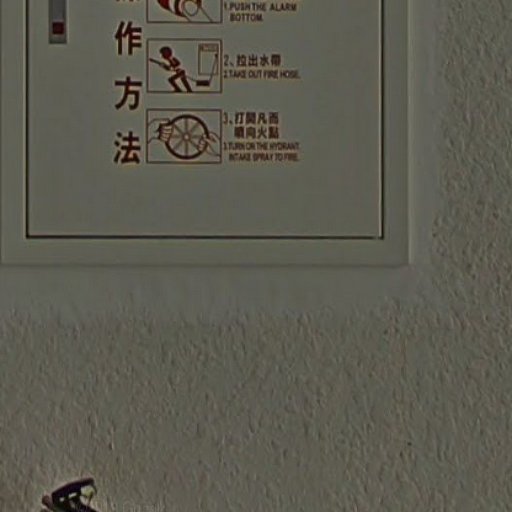 作方法
1.PUSH THE ALARM
BOTTOM.
2、拉出水帶
2.TAKE OUT FIRE HOSE.
3、打開凡而
噴向火點
3.TURN ON THE HYDRANT.
INTAKE SPRAY TO FIRE.